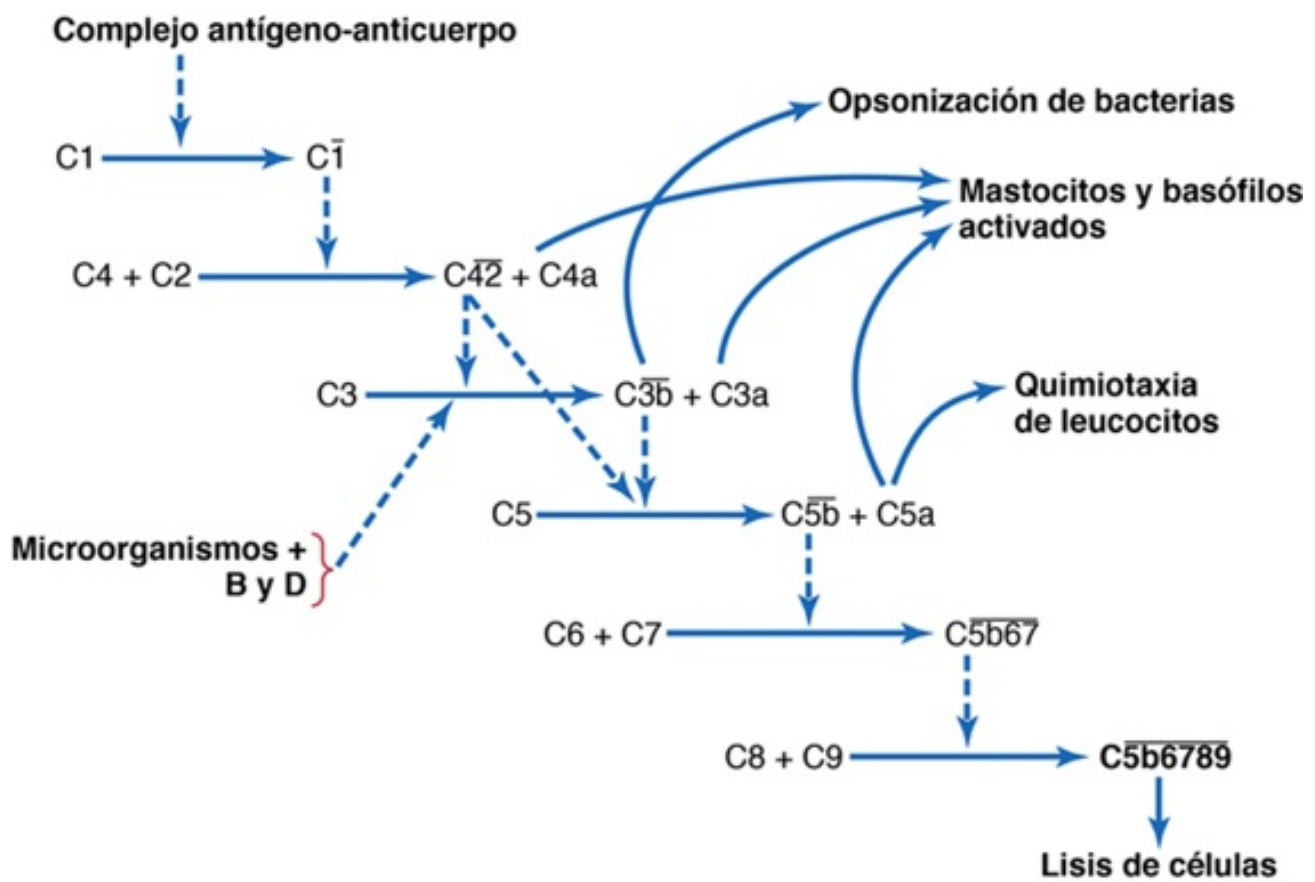 Complejo antígeno-anticuerpo
Opsonización de bacterias
C1
C1̅
Mastocitos y basófilos
activados
C4 + C2
C4̅2̅ + C4a
C3
C3̅b̅ + C3a
Quimiotaxia
de leucocitos
C5
C5̅b̅ + C5a
Microorganismos +
B y D
C6 + C7
C5̅b̅6̅7̅
C8 + C9
C5̅b̅6̅7̅8̅9̅
Lisis de células